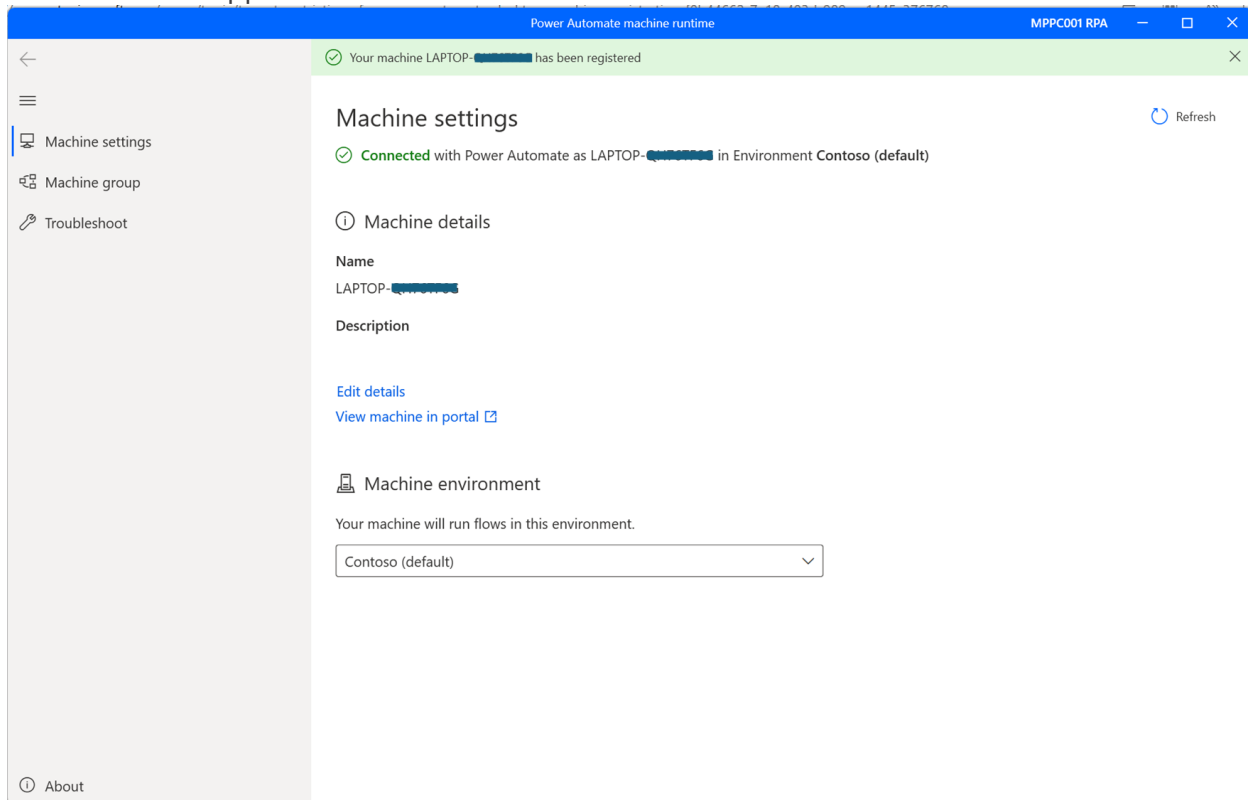 Power Automate machine runtime
MPPC001 RPA
Your machine LAPTOP- has been registered
Machine settings
Machine group
Troubleshoot
About
Machine settings
Refresh
Connected with Power Automate as LAPTOP- in Environment Contoso (default)
Machine details
Name
LAPTOP-
Description
Edit details
View machine in portal
Machine environment
Your machine will run flows in this environment.
Contoso (default)